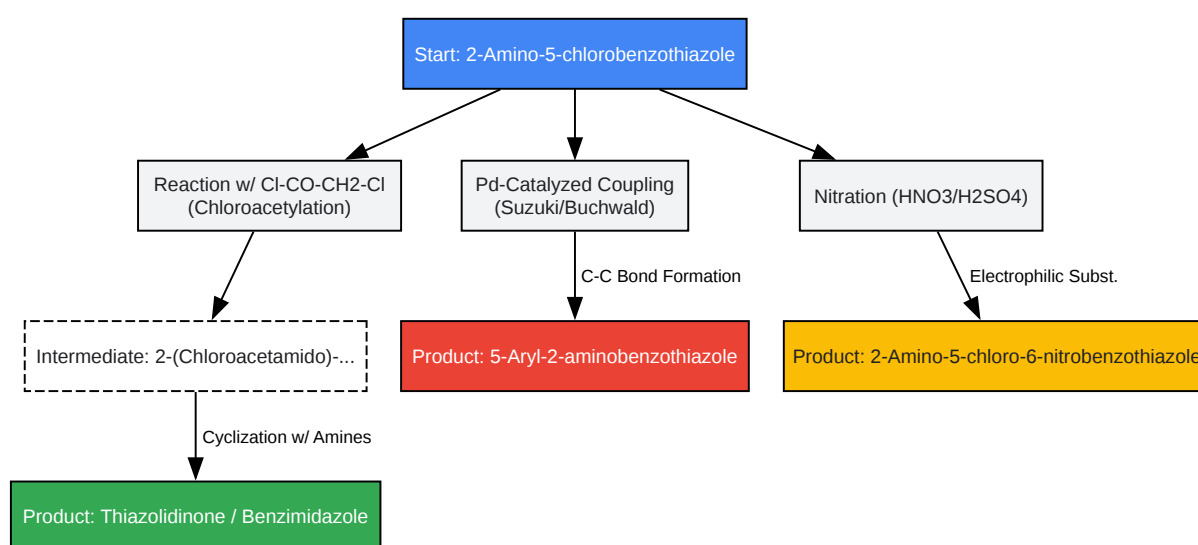 Start: 2-Amino-5-chlorobenzothiazole
Reaction w/ Cl-CO-CH2-Cl
(Chloroacetylation)
Pd-Catalyzed Coupling
(Suzuki/Buchwald)
Nitration (HNO3/H2SO4)
C-C Bond Formation
Electrophilic Subst.
Intermediate: 2-(Chloroacetamido)-...
Product: 5-Aryl-2-aminobenzothiazole
Product: 2-Amino-5-chloro-6-nitrobenzothiazole
Cyclization w/ Amines
Product: Thiazolidinone / Benzimidazole